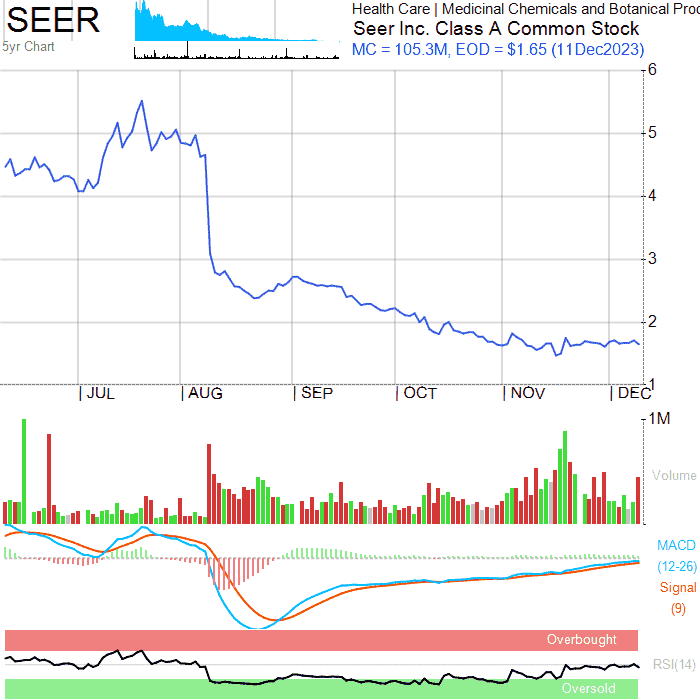 SEER
5yr Chart
Health Care | Medicinal Chemicals and Botanical Prod
Seer Inc. Class A Common Stock
MC = 105.3M, EOD = $1.65 (11Dec2023)
6
5
4
3
2
1
JUL AUG SEP OCT NOV DEC
1M
Volume
MACD
(12-26)
Signal
(9)
Overbought
RSI(14)
Oversold